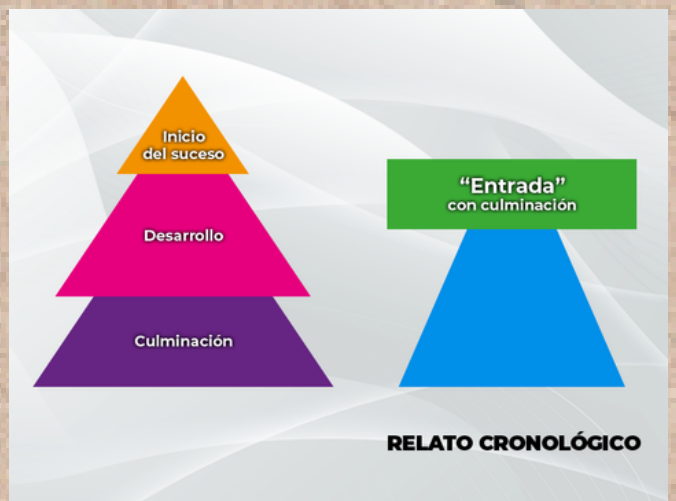 Inicio
del suceso
Desarrollo
Culminación
“Entrada”
con culminación
RELATO CRONOLÓGICO